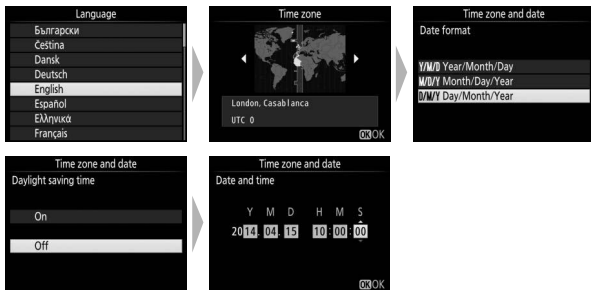 Language
Български
Čeština
Dansk
Deutsch
English
Español
Ελληνικά
Français
Time zone
London, Casablanca
UTC 0
OK OK
Time zone and date
Date format
Y/M/D Year/Month/Day
M/D/Y Month/Day/Year
D/M/Y Day/Month/Year
Time zone and date
Daylight saving time
On
Off
Time zone and date
Date and time
Y M D H M S
2014. 04. 15 10: 00: 00
OK OK